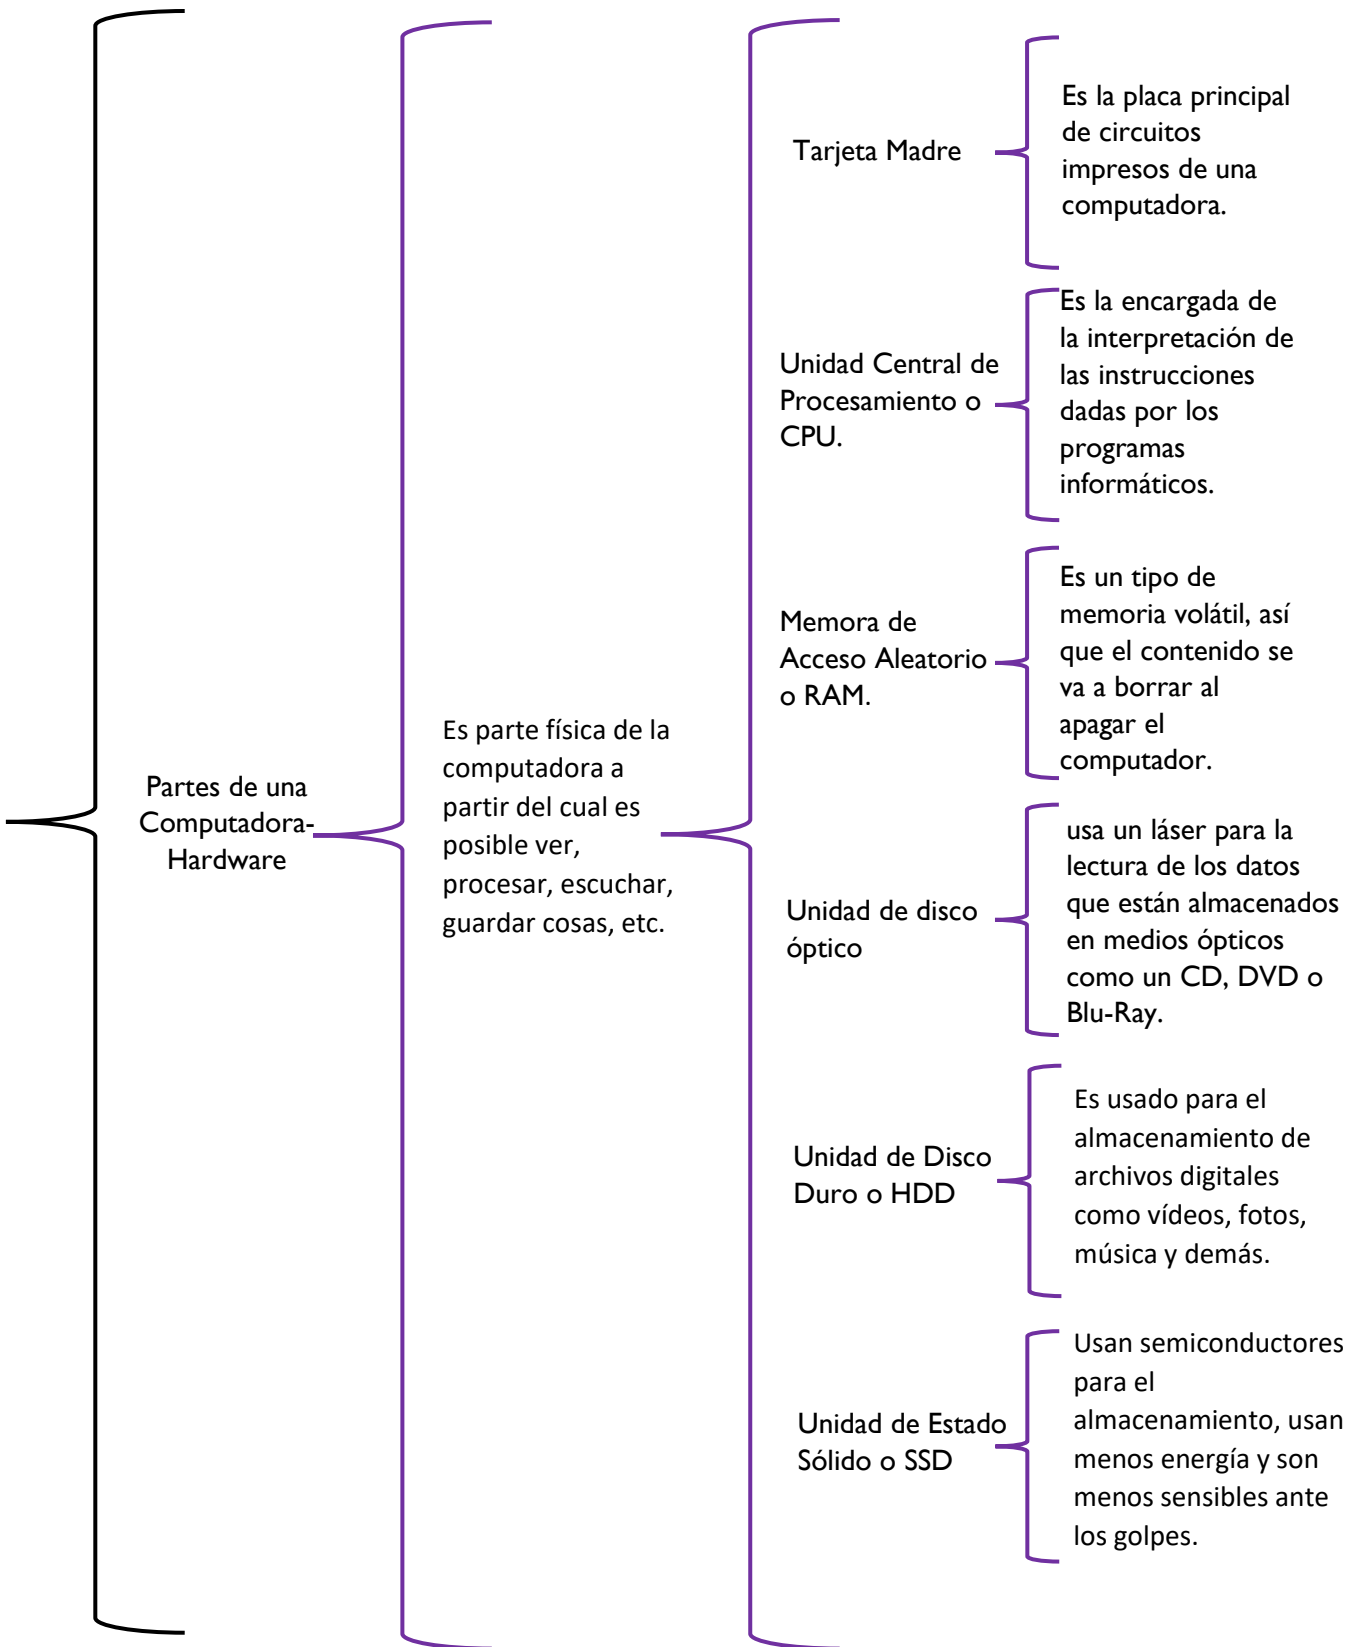 Partes de una
Computadora-
Hardware
Es parte física de la
computadora a
partir del cual es
posible ver,
procesar, escuchar,
guardar cosas, etc.
Tarjeta Madre
Es la placa principal
de circuitos
impresos de una
computadora.
Unidad Central de
Procesamiento o
CPU.
Es la encargada de
la interpretación de
las instrucciones
dadas por los
programas
informáticos.
Memora de
Acceso Aleatorio
o RAM.
Es un tipo de
memoria volátil, así
que el contenido se
va a borrar al
apagar el
computador.
Unidad de disco
óptico
usa un láser para la
lectura de los datos
que están almacenados
en medios ópticos
como un CD, DVD o
Blu-Ray.
Unidad de Disco
Duro o HDD
Es usado para el
almacenamiento de
archivos digitales
como vídeos, fotos,
música y demás.
Unidad de Estado
Sólido o SSD
Usan semiconductores
para el
almacenamiento, usan
menos energía y son
menos sensibles ante
los golpes.